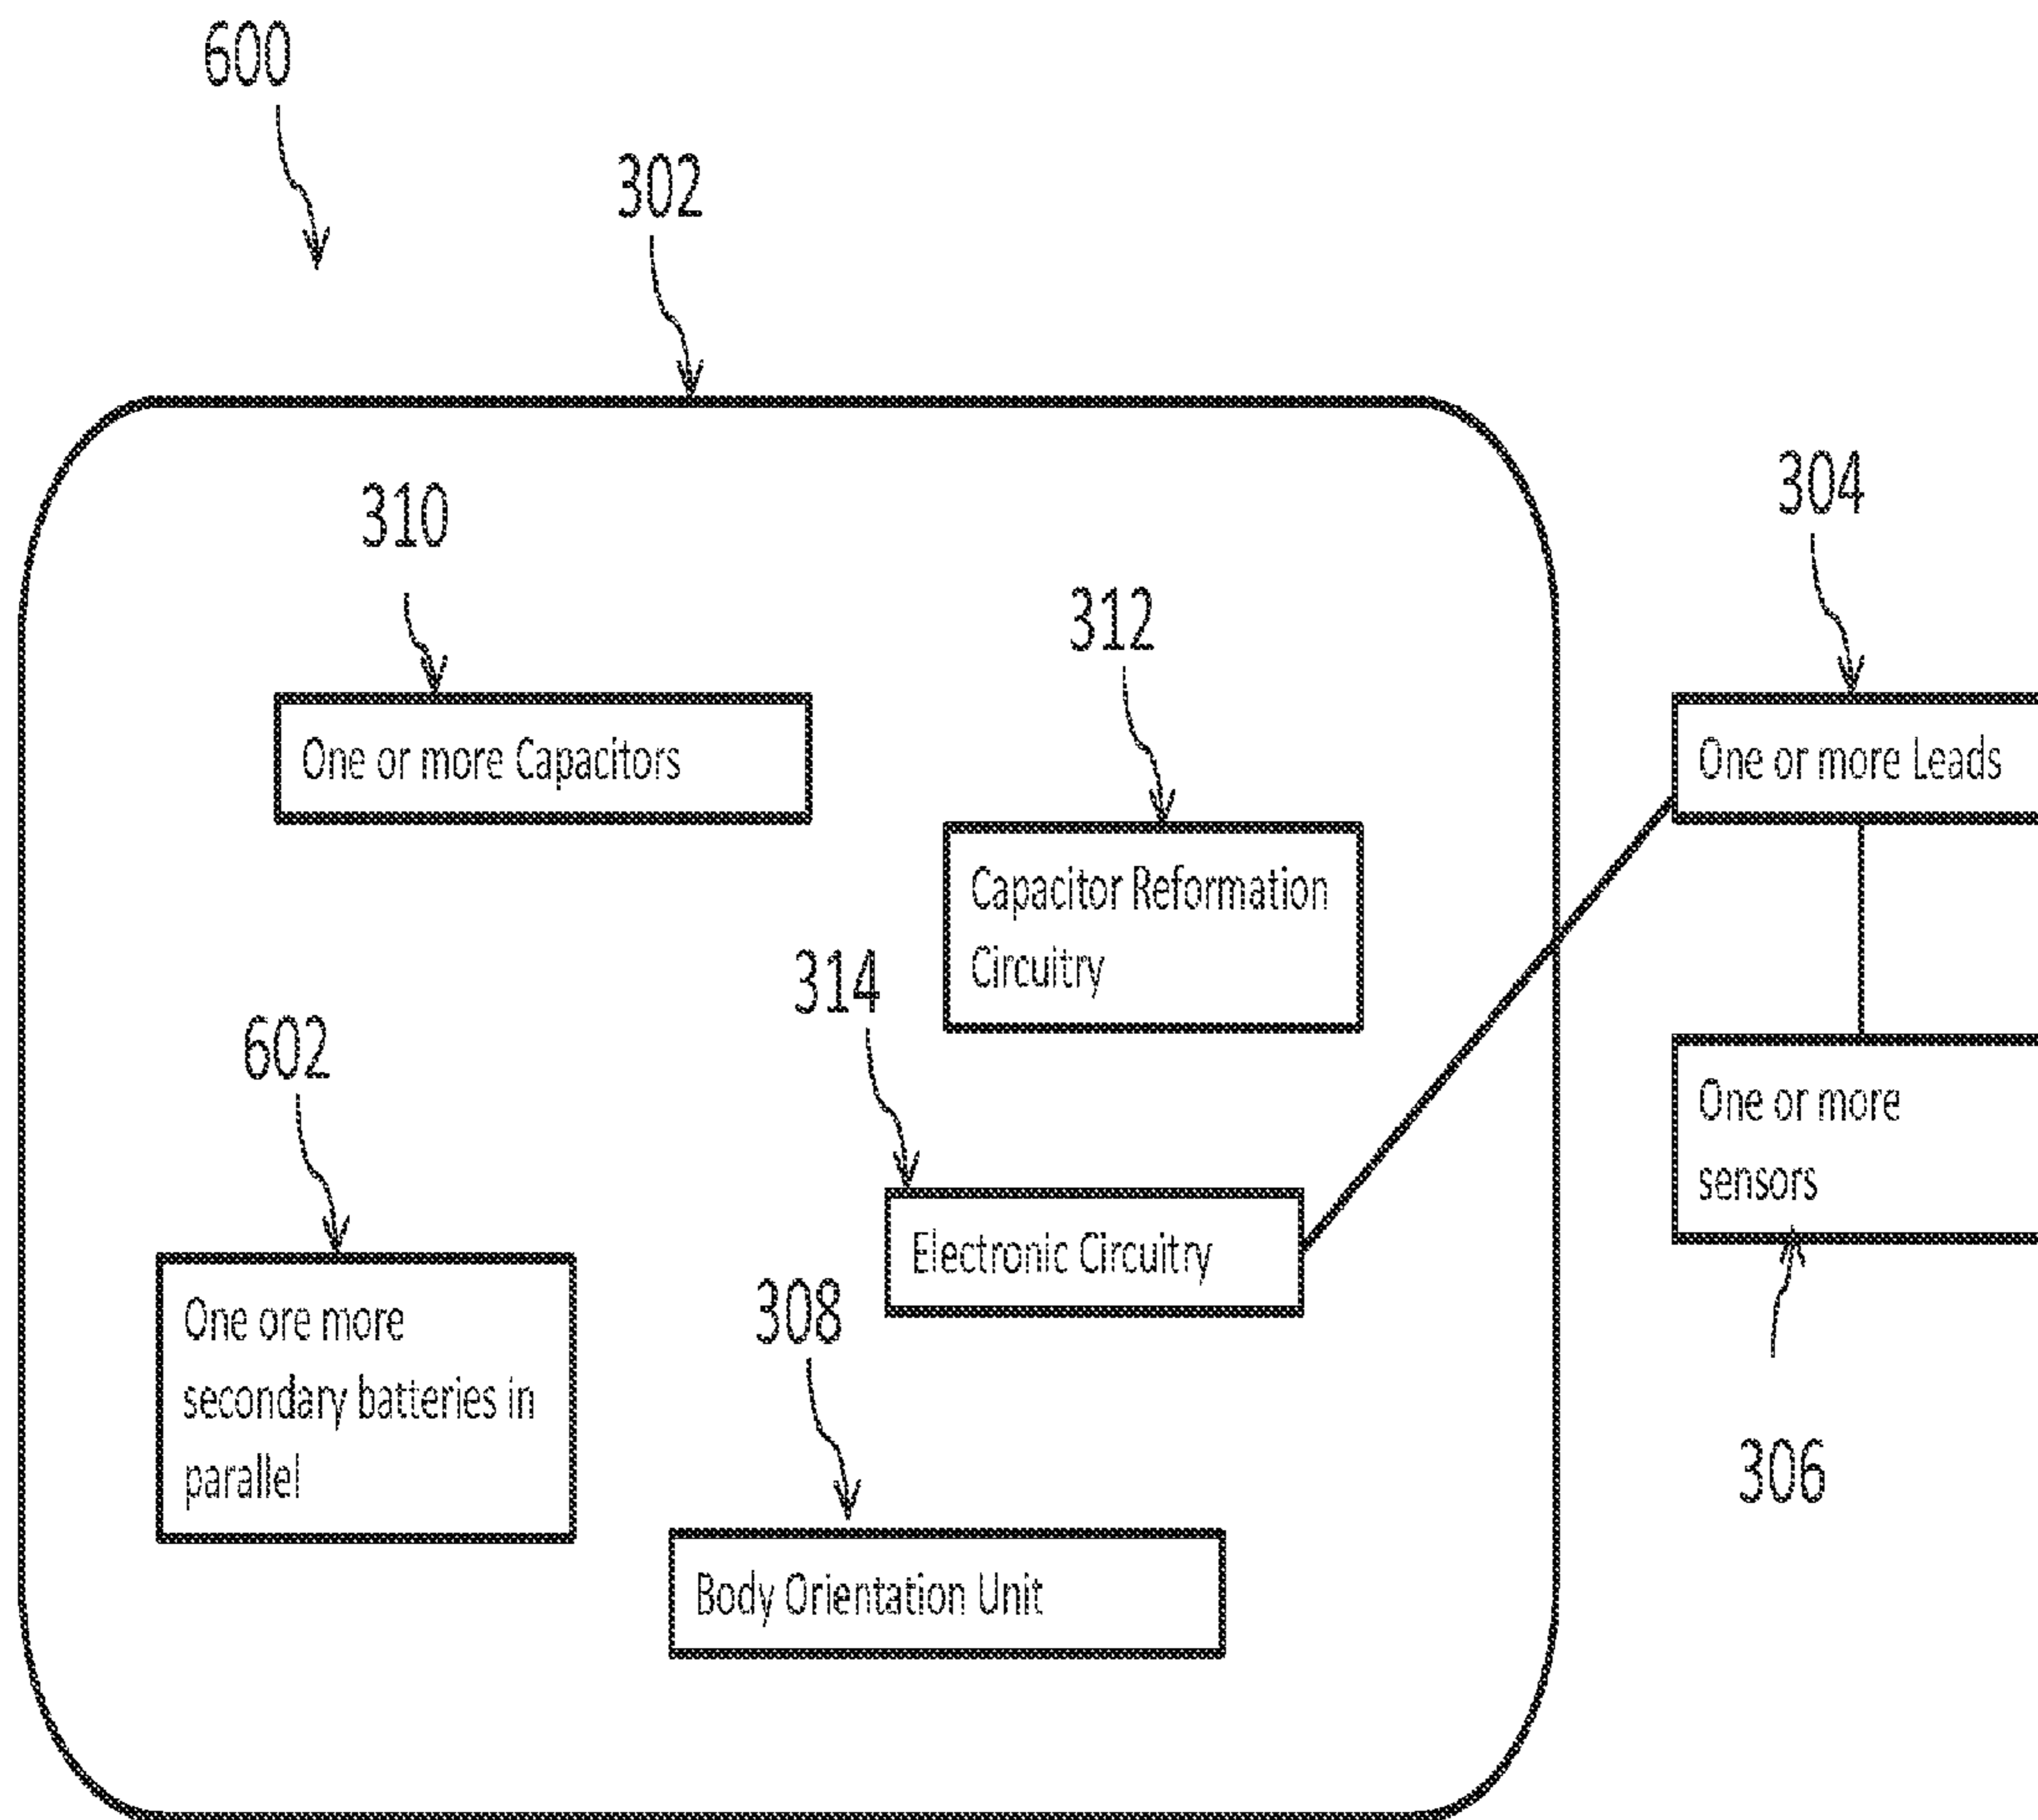 600
302
310
304
312
One or more Capacitors
One or more Leads
Capacitor Reformation
Circuitry
314
602
One or more
sensors
Electronic Circuitry
308
One ore more
secondary batteries in
parallel
306
Body Orientation Unit